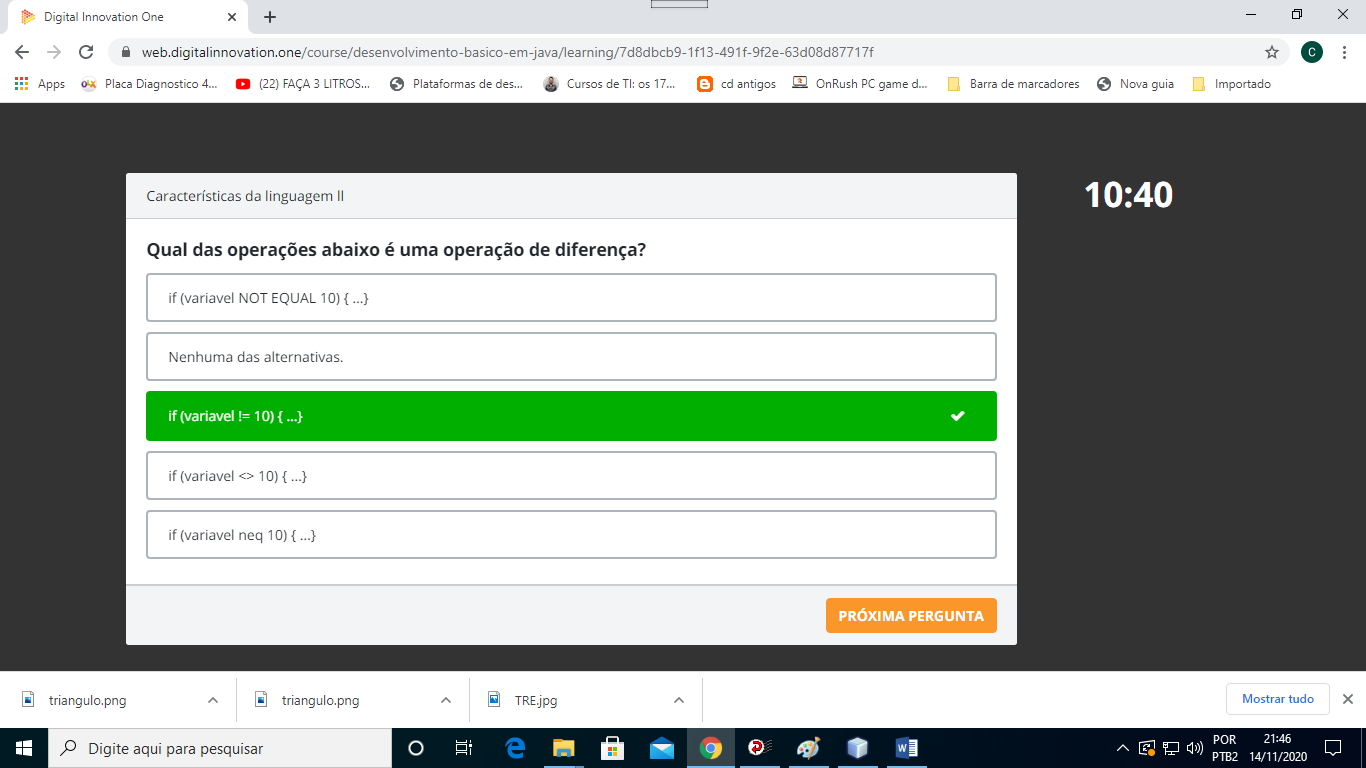 Digital Innovation One
web.digitalinnovation.one/course/desenvolvimento-basico-em-java/learning/7d8dbcb9-1f13-491f-9f2e-63d08d87717f
C
Apps
OLX
Placa Diagnostico 4...
(22) FAÇA 3 LITROS...
Plataformas de des...
Cursos de TI: os 17...
cd antigos
OnRush PC game d...
Barra de marcadores
Nova guia
Importado
Características da linguagem II
10:40
Qual das operações abaixo é uma operação de diferença?
if (variavel NOT EQUAL 10) { ...}
Nenhuma das alternativas.
if (variavel != 10) { ...}
if (variavel <> 10) { ...}
if (variavel neq 10) { ...}
PRÓXIMA PERGUNTA
triangulo.png
triangulo.png
TRE.jpg
Mostrar tudo
Digite aqui para pesquisar
POR
PTB2
21:46
14/11/2020